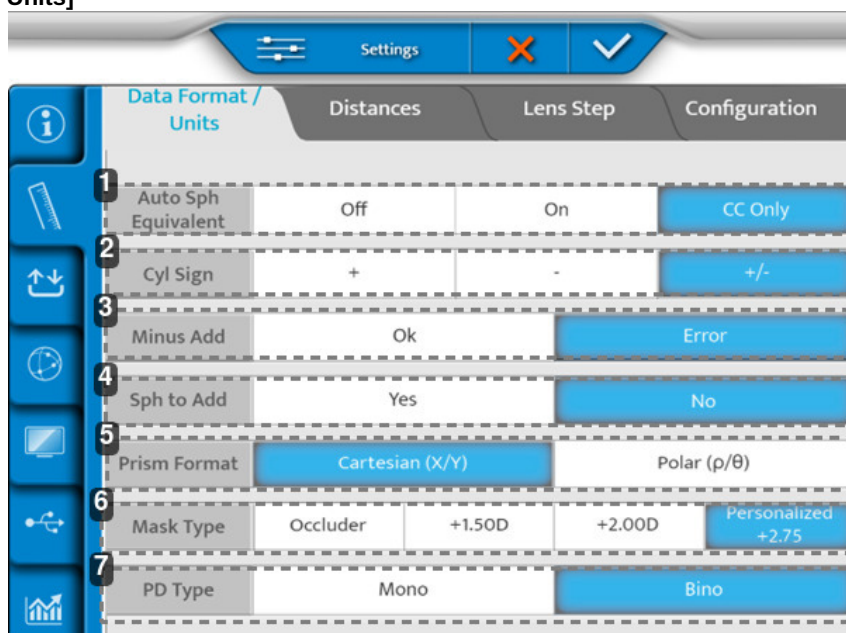 Units]
Settings
Data Format /
Units
Distances
Lens Step
Configuration
1
Auto Sph
Equivalent
Off
On
CC Only
2
Cyl Sign
+
-
+/-
3
Minus Add
Ok
Error
4
Sph to Add
Yes
No
5
Prism Format
Cartesian (X/Y)
Polar (ρ/θ)
6
Mask Type
Occluder
+1.50D
+2.00D
Personalized
+2.75
7
PD Type
Mono
Bino